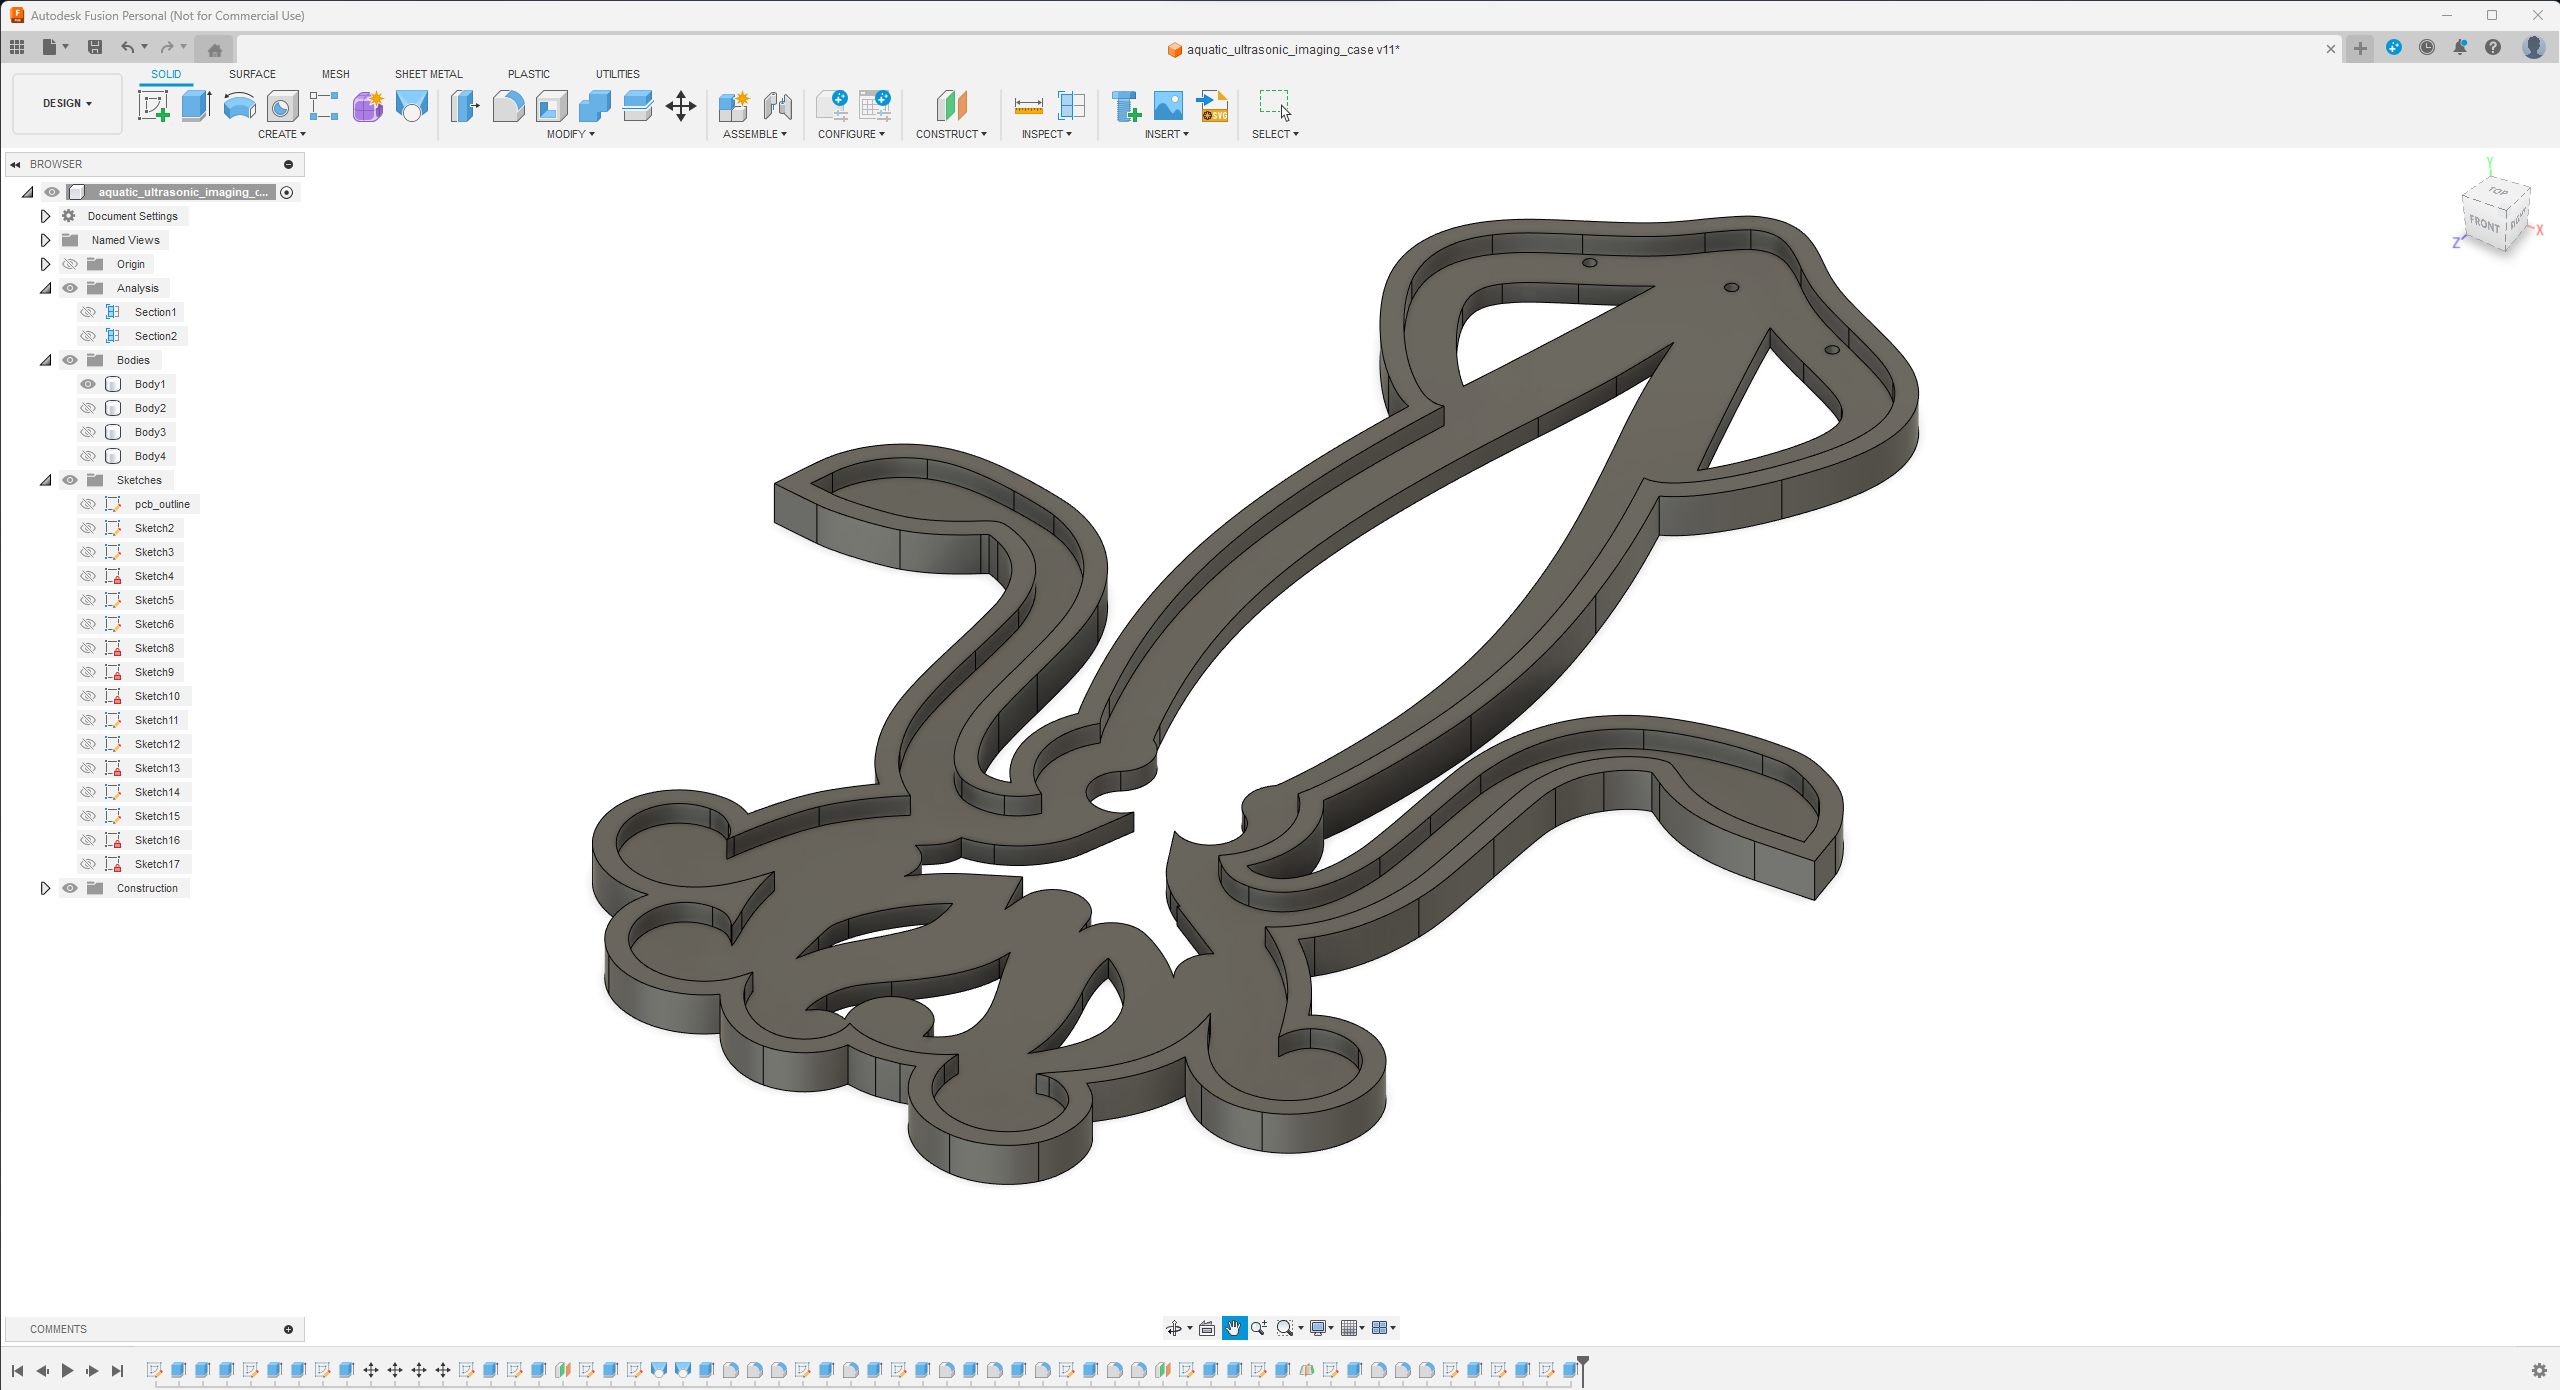 Autodesk Fusion Personal (Not for Commercial Use)
aquatic_ultrasonic_imaging_case v11*
SOLID SURFACE MESH SHEET METAL PLASTIC UTILITIES
DESIGN
CREATE MODIFY ASSEMBLE CONFIGURE CONSTRUCT INSPECT INSERT SELECT
SVG
BROWSER
aquatic_ultrasonic_imaging_c...
Document Settings
Named Views
Origin
Analysis
Section1
Section2
Bodies
Body1
Body2
Body3
Body4
Sketches
pcb_outline
Sketch2
Sketch3
Sketch4
Sketch5
Sketch6
Sketch8
Sketch9
Sketch10
Sketch11
Sketch12
Sketch13
Sketch14
Sketch15
Sketch16
Sketch17
Construction
Y
TOP
FRONT RIGHT
Z X
COMMENTS